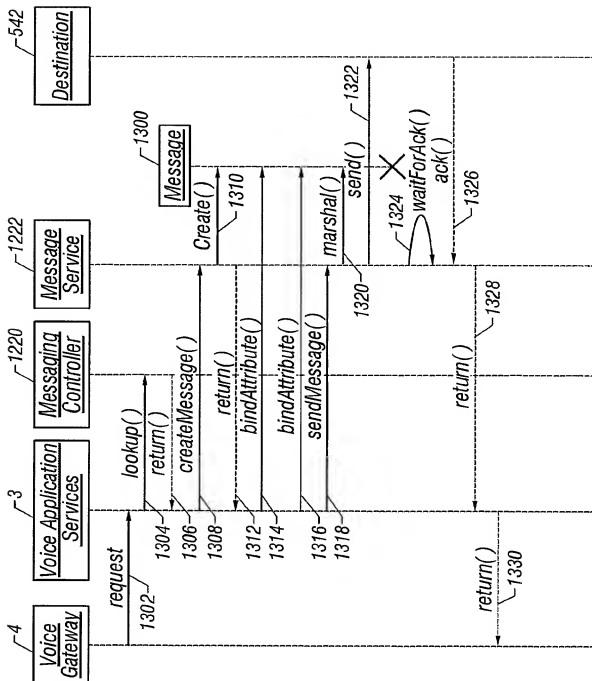 4
Voice
Gateway
3
Voice Application
Services
1220
Messaging
Controller
1222
Message
Service
1300
Message
542
Destination
request
1302
lookup()
1304
return()
1306
createMessage()
1308
Create()
1310
return()
1312
bindAttribute()
1314
bindAttribute()
1316
sendMessage()
1318
marshal()
1320
send()
1322
1324
waitForAck()
ack()
1326
return()
1328
return()
1330